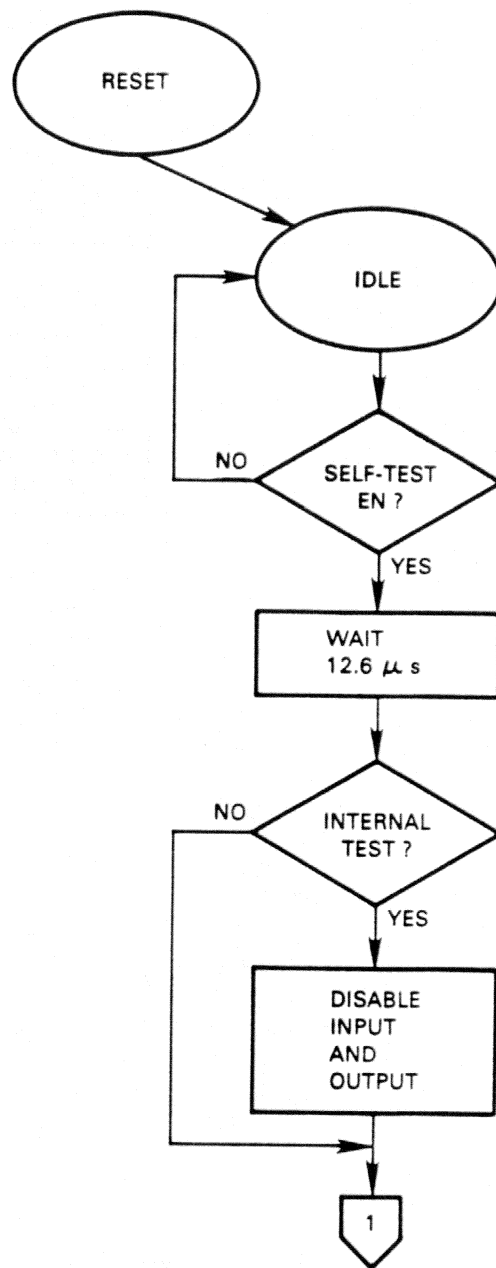 RESET
IDLE
NO
SELF-TEST
EN ?
YES
WAIT
12.6 μ s
NO
INTERNAL
TEST ?
YES
DISABLE
INPUT
AND
OUTPUT
1